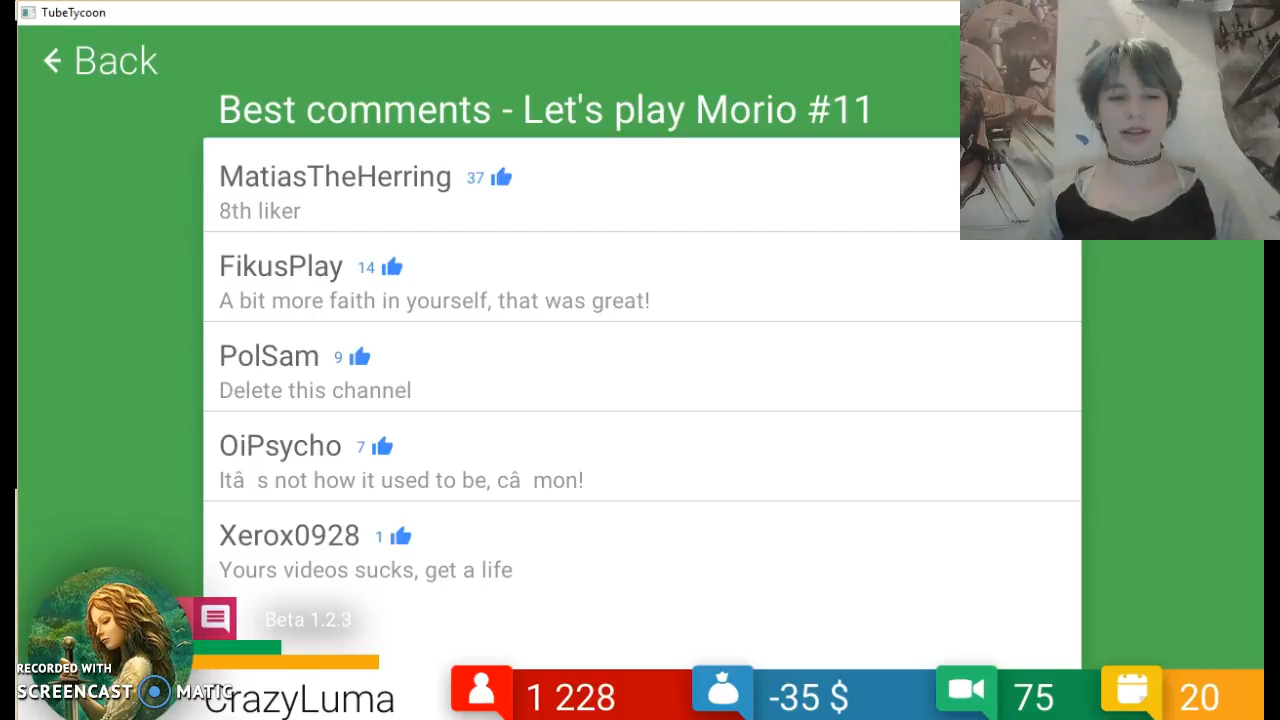 TubeTycoon
Back
Best comments - Let's play Morio #11
MatiasTheHerring 37
8th liker
FikusPlay 14
A bit more faith in yourself, that was great!
PolSam 9
Delete this channel
OiPsycho 7
Itâ s not how it used to be, câ mon!
Xerox0928 1
Yours videos sucks, get a life
Beta 1.2.3
RECORDED WITH
SCREENCAST MATIC
CrazyLuma
1 228
-35 $
75
20